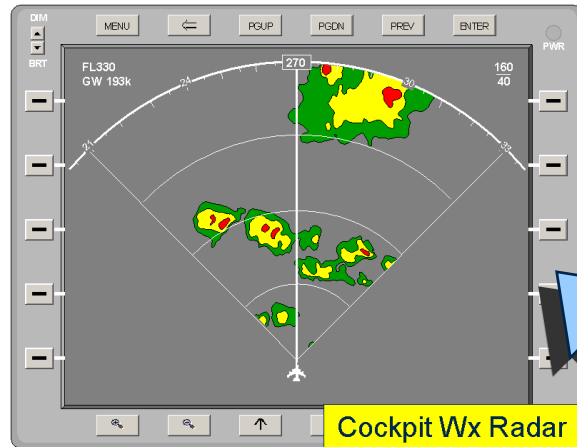 DIM
MENU
PGUP
PGDN
PREV
ENTER
BRT
PWR
FL330
GW 193k
270
160
40
24
30
21
33
Cockpit Wx Radar